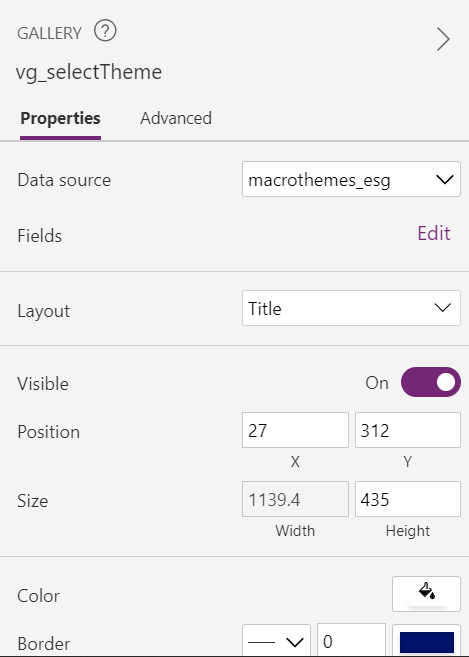 GALLERY ?
vg_selectTheme
Properties Advanced
Data source macrothemes_esg
Fields Edit
Layout Title
Visible On
Position 27 312
X Y
Size 1139.4 435
Width Height
Color
Border 0